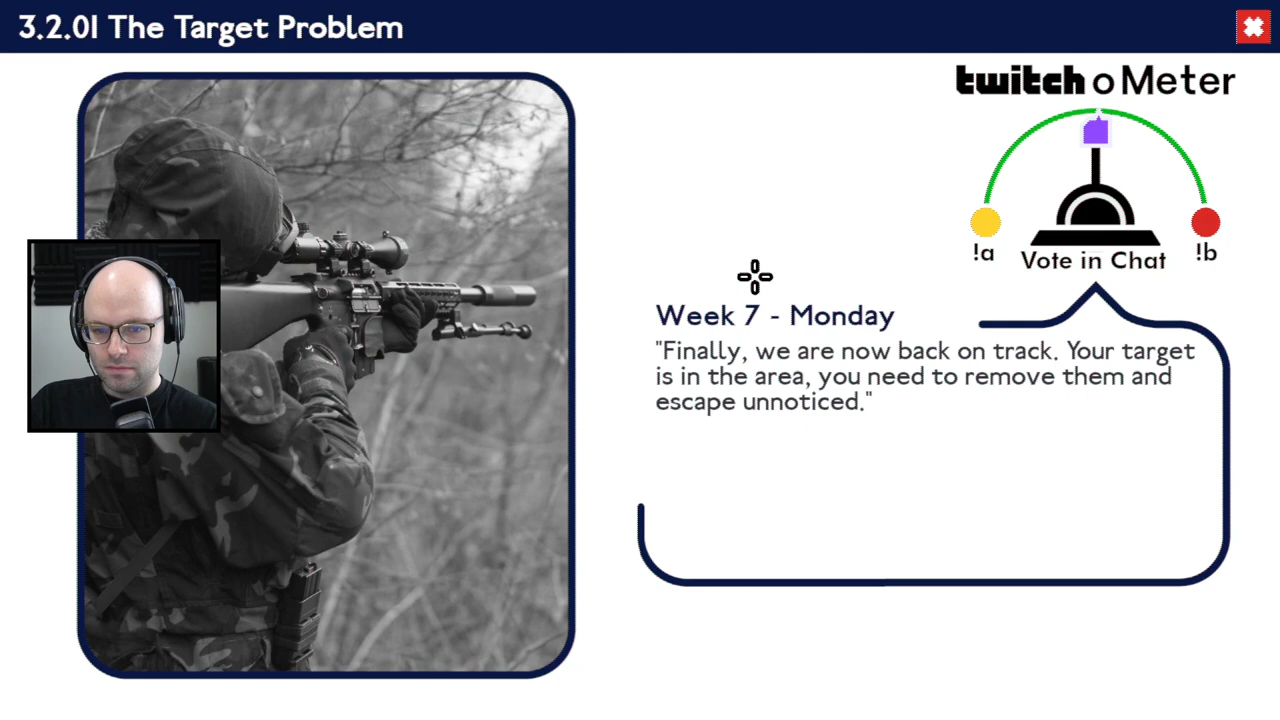 3.2.01 The Target Problem
twitch o Meter
!a
Vote in Chat
!b
Week 7 - Monday
"Finally, we are now back on track. Your target
is in the area, you need to remove them and
escape unnoticed."